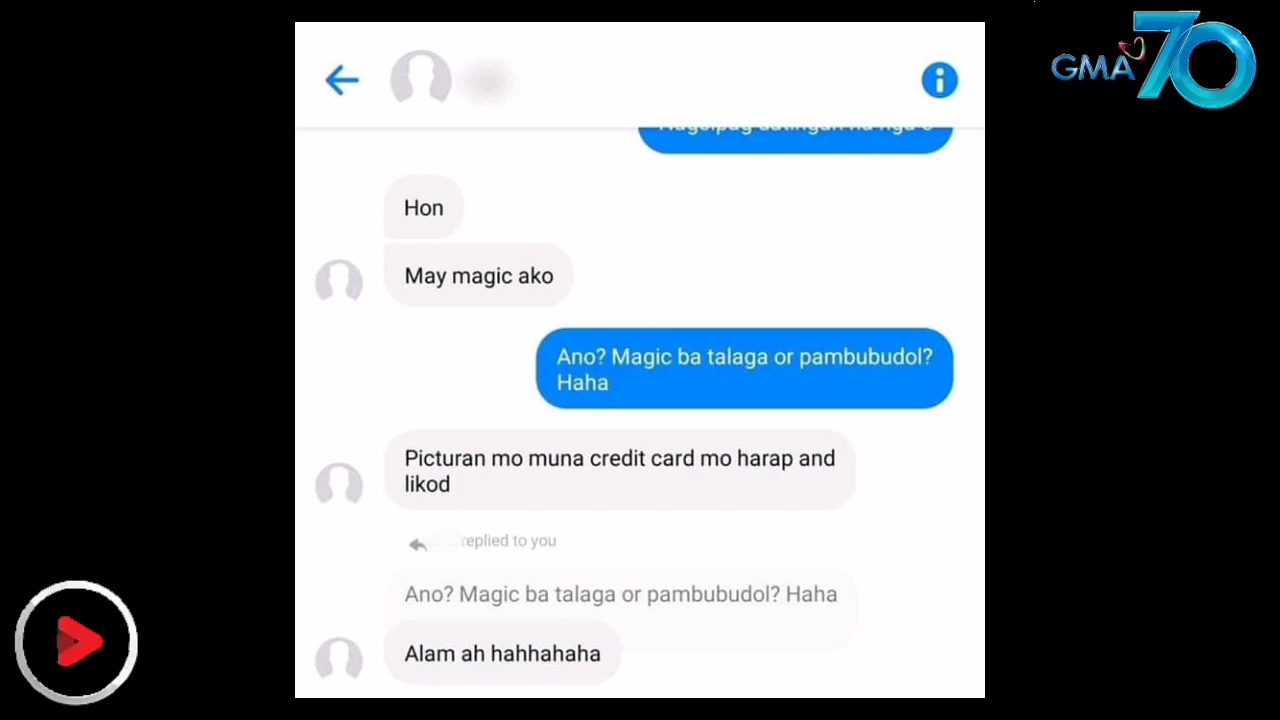 GMA 70
Hon
May magic ako
Ano? Magic ba talaga or pambubudol?
Haha
Picturan mo muna credit card mo harap and
likod
replied to you
Ano? Magic ba talaga or pambubudol? Haha
Alam ah hahhahaha